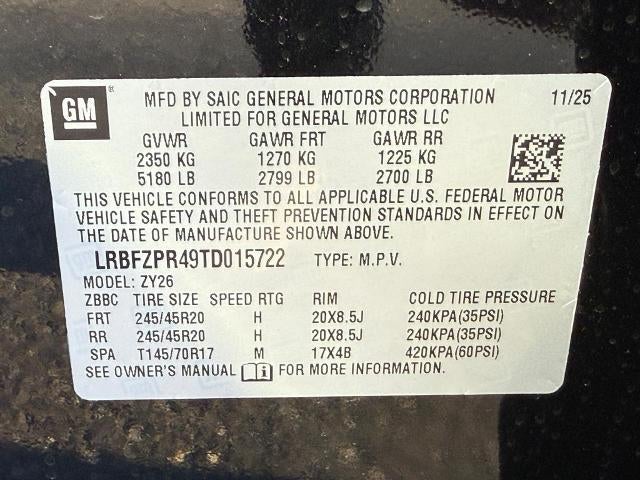 GM ® MFD BY SAIC GENERAL MOTORS CORPORATION 11/25
LIMITED FOR GENERAL MOTORS LLC
GVWR GAWR FRT GAWR RR
2350 KG 1270 KG 1225 KG
5180 LB 2799 LB 2700 LB
THIS VEHICLE CONFORMS TO ALL APPLICABLE U.S. FEDERAL MOTOR
VEHICLE SAFETY AND THEFT PREVENTION STANDARDS IN EFFECT ON
THE DATE OF MANUFACTURE SHOWN ABOVE.
LRBFZPR49TD015722 TYPE: M.P.V.
MODEL: ZY26
ZBBC TIRE SIZE SPEED RTG RIM COLD TIRE PRESSURE
FRT 245/45R20 H 20X8.5J 240KPA(35PSI)
RR 245/45R20 H 20X8.5J 240KPA(35PSI)
SPA T145/70R17 M 17X4B 420KPA(60PSI)
SEE OWNER'S MANUAL FOR MORE INFORMATION.